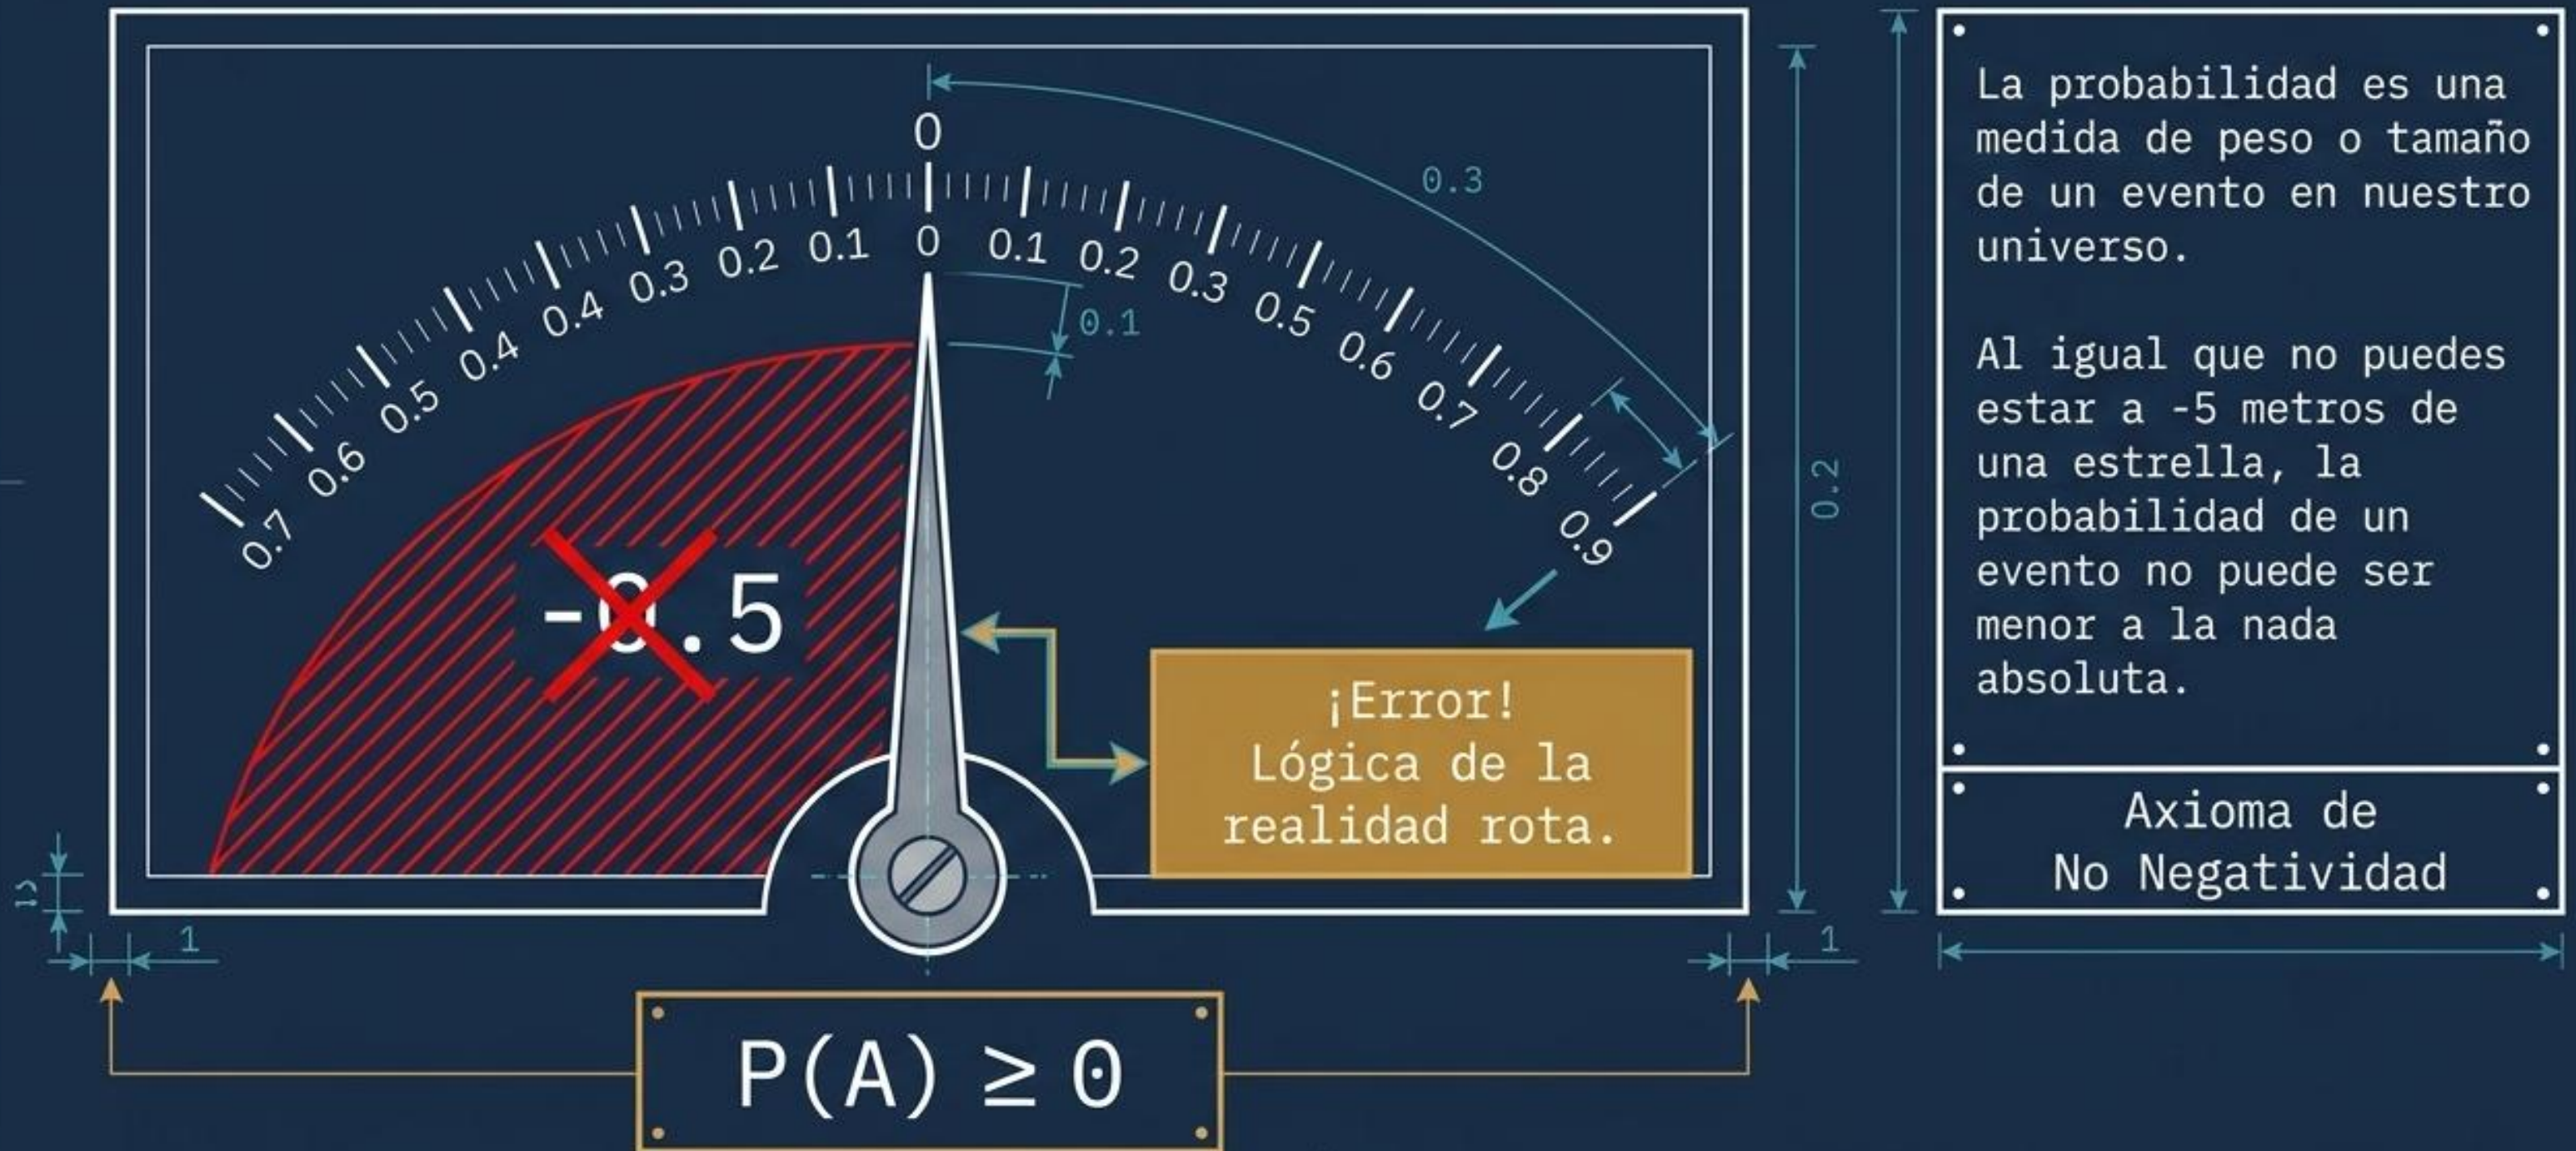 0
0.7 0.6 0.5 0.4 0.4 0.3 0.2 0.1 0 0.1 0.2 0.3 0.5 0.6 0.7 0.8 0.9
0.3
0.1
-0.5
¡Error!
Lógica de la
realidad rota.
0.2
1
1
P(A) ≥ 0
La probabilidad es una
medida de peso o tamaño
de un evento en nuestro
universo.
Al igual que no puedes
estar a -5 metros de
una estrella, la
probabilidad de un
evento no puede ser
menor a la nada
absoluta.
Axioma de
No Negatividad